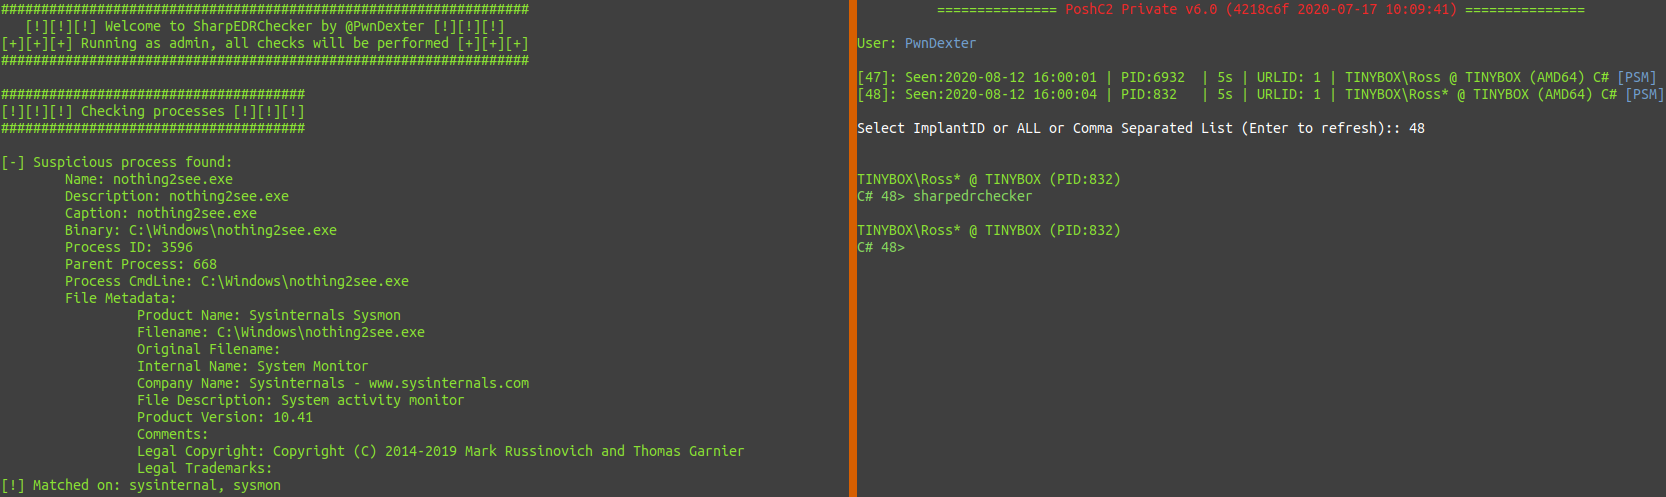 ###################################################################
[!][!][!] Welcome to SharpEDRChecker by @PwnDexter [!][!][!]
[+][+][+] Running as admin, all checks will be performed [+][+][+]
###################################################################
######################################
[!][!][!] Checking processes [!][!][!]
######################################
[-] Suspicious process found:
Name: nothing2see.exe
Description: nothing2see.exe
Caption: nothing2see.exe
Binary: C:\Windows\nothing2see.exe
Process ID: 3596
Parent Process: 668
Process CmdLine: C:\Windows\nothing2see.exe
File Metadata:
Product Name: Sysinternals Sysmon
Filename: C:\Windows\nothing2see.exe
Original Filename:
Internal Name: System Monitor
Company Name: Sysinternals - www.sysinternals.com
File Description: System activity monitor
Product Version: 10.41
Comments:
Legal Copyright: Copyright (C) 2014-2019 Mark Russinovich and Thomas Garnier
Legal Trademarks:
[!] Matched on: sysinternal, sysmon
=============== PoshC2 Private v6.0 (4218c6f 2020-07-17 10:09:41) ===============
User: PwnDexter
[47]: Seen:2020-08-12 16:00:01 | PID:6932 | 5s | URLID: 1 | TINYBOX\Ross @ TINYBOX (AMD64) C# [PSM]
[48]: Seen:2020-08-12 16:00:04 | PID:832 | 5s | URLID: 1 | TINYBOX\Ross* @ TINYBOX (AMD64) C# [PSM]
Select ImplantID or ALL or Comma Separated List (Enter to refresh):: 48
TINYBOX\Ross* @ TINYBOX (PID:832)
C# 48> sharpedrchecker
TINYBOX\Ross* @ TINYBOX (PID:832)
C# 48>